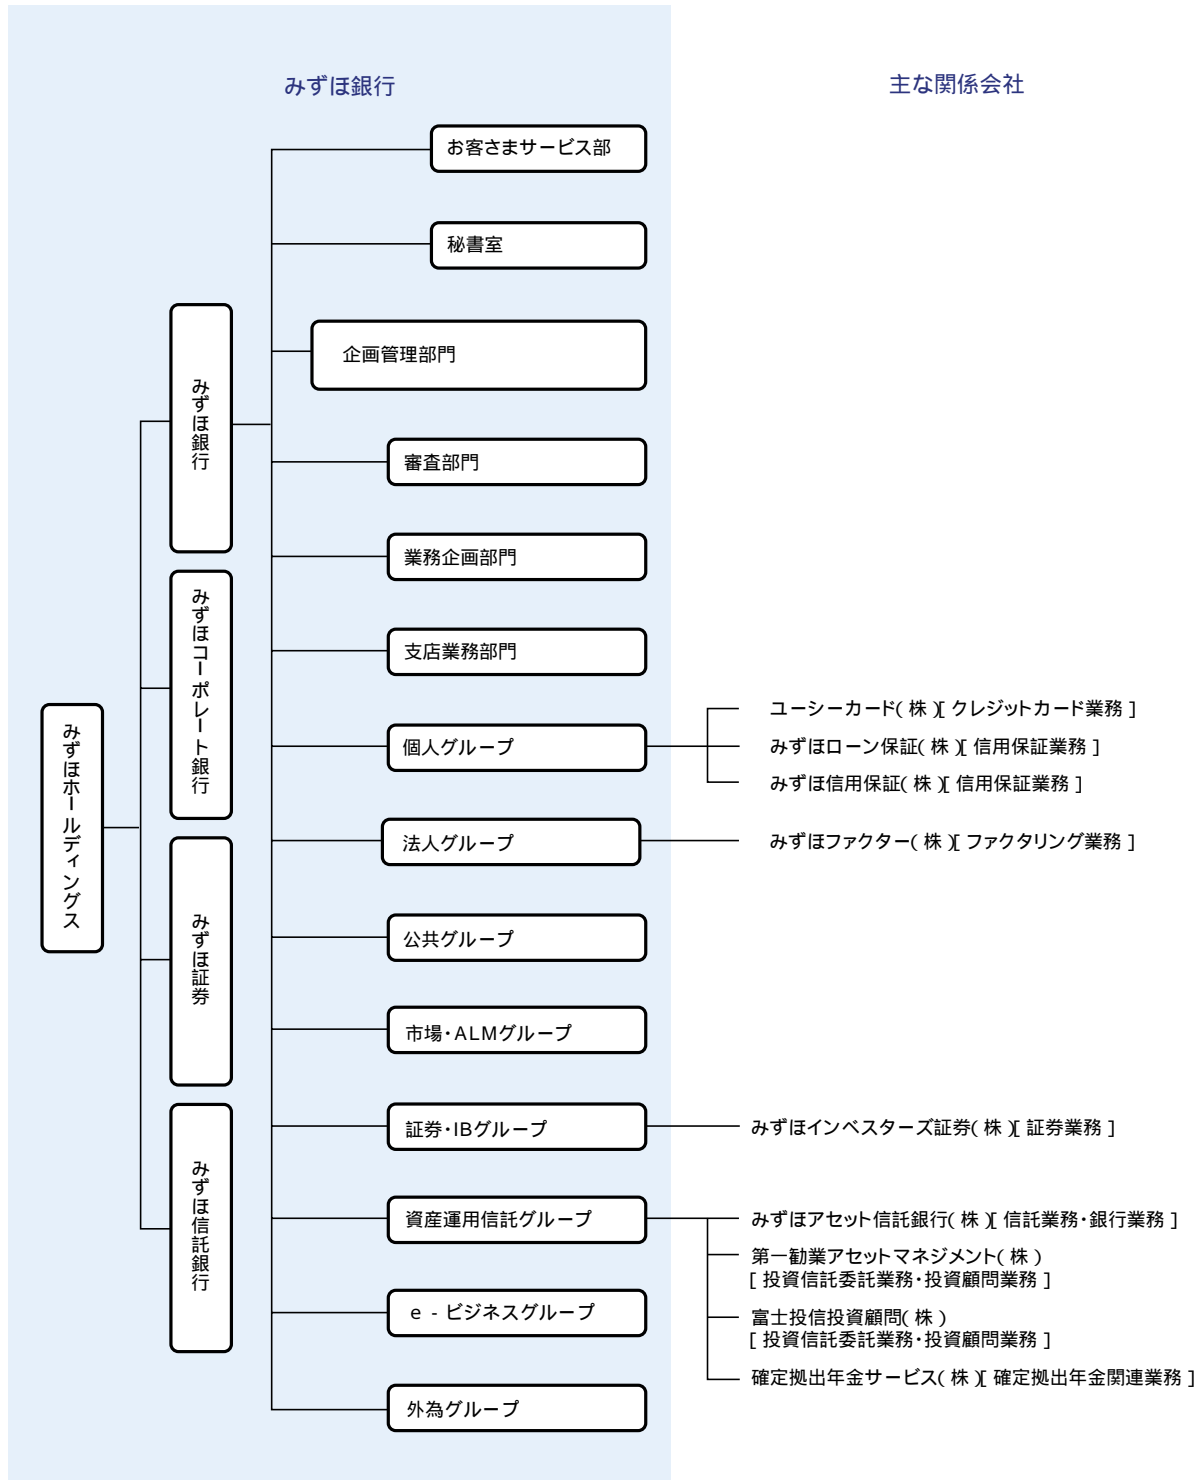 みずほ銀行
主な関係会社
みずほホールディングス
みずほ銀行
みずほコーポレート銀行
みずほ証券
みずほ信託銀行
お客さまサービス部
秘書室
企画管理部門
審査部門
業務企画部門
支店業務部門
個人グループ
ユーシーカード(株)[クレジットカード業務]
みずほローン保証(株)[信用保証業務]
みずほ信用保証(株)[信用保証業務]
法人グループ
みずほファクター(株)[ファクタリング業務]
公共グループ
市場・ALMグループ
証券・IBグループ
みずほインベスターズ証券(株)[証券業務]
資産運用信託グループ
みずほアセット信託銀行(株)[信託業務・銀行業務]
第一勧業アセットマネジメント(株)
[投資信託委託業務・投資顧問業務]
富士投信投資顧問(株)
[投資信託委託業務・投資顧問業務]
確定拠出年金サービス(株)[確定拠出年金関連業務]
e - ビジネスグループ
外為グループ